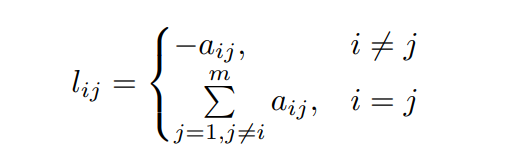 l_{ij} = \begin{cases} -a_{ij}, & i \neq j \\ \sum_{j=1, j \neq i}^{m} a_{ij}, & i = j \end{cases}